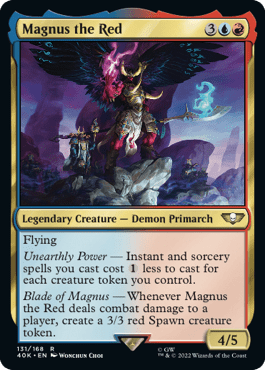 Magnus the Red 3
Legendary Creature — Demon Primarch
Flying
Unearthly Power — Instant and sorcery
spells you cast cost 1 less to cast for
each creature token you control.
Blade of Magnus — Whenever Magnus
the Red deals combat damage to a
player, create a 3/3 red Spawn creature
token.
4/5
131/168 R
40K • EN Wonchun Choi
© GW
™ & © 2022 Wizards of the Coast